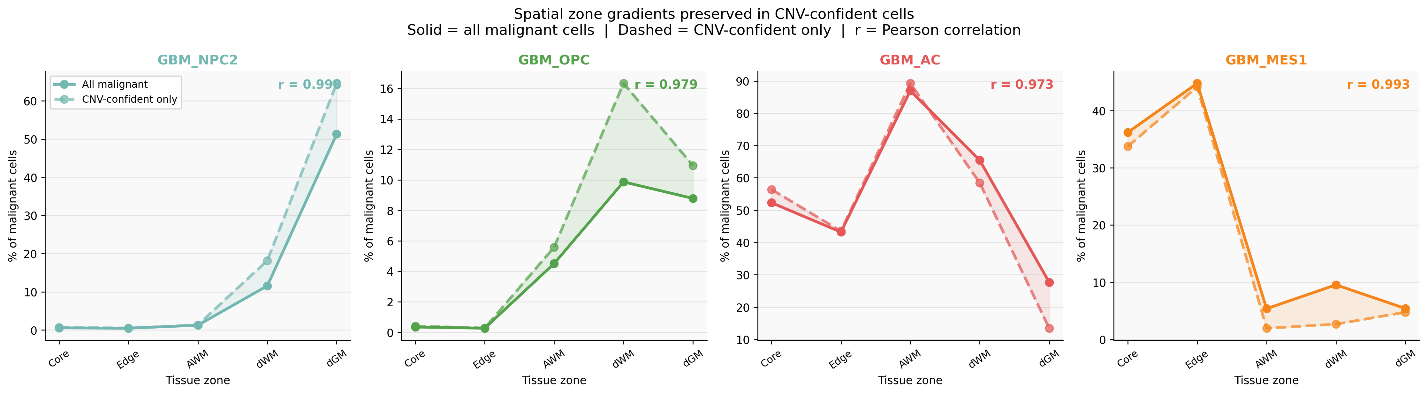 Spatial zone gradients preserved in CNV-confident cells
Solid = all malignant cells | Dashed = CNV-confident only | r = Pearson correlation
GBM_NPC2
All malignant
CNV-confident only
r = 0.999
60
50
40
30
20
10
0
% of malignant cells
Core
Edge
AWM
dWM
dGM
Tissue zone
GBM_OPC
r = 0.979
16
14
12
10
8
6
4
2
0
% of malignant cells
Core
Edge
AWM
dWM
dGM
Tissue zone
GBM_AC
r = 0.973
90
80
70
60
50
40
30
20
10
% of malignant cells
Core
Edge
AWM
dWM
dGM
Tissue zone
GBM_MES1
r = 0.993
40
30
20
10
0
% of malignant cells
Core
Edge
AWM
dWM
dGM
Tissue zone